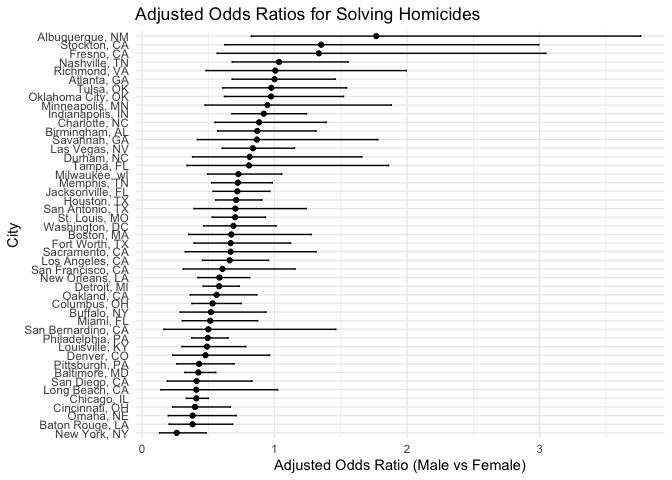 Adjusted Odds Ratios for Solving Homicides
Albuquerque, NM
Stockton, CA
Fresno, CA
Nashville, TN
Richmond, VA
Atlanta, GA
Tulsa, OK
Oklahoma City, OK
Minneapolis, MN
Indianapolis, IN
Charlotte, NC
Birmingham, AL
Savannah, GA
Las Vegas, NV
Durham, NC
Tampa, FL
Milwaukee, wI
Memphis, TN
Jacksonville, FL
Houston, TX
San Antonio, TX
St. Louis, MO
Washington, DC
Boston, MA
Fort Worth, TX
Sacramento, CA
Los Angeles, CA
San Francisco, CA
New Orleans, LA
Detroit, MI
Oakland, CA
Columbus, OH
Buffalo, NY
Miami, FL
San Bernardino, CA
Philadelphia, PA
Louisville, KY
Denver, CO
Pittsburgh, PA
Baltimore, MD
San Diego, CA
Long Beach, CA
Chicago, IL
Cincinnati, OH
Omaha, NE
Baton Rouge, LA
New York, NY
City
0 1 2 3
Adjusted Odds Ratio (Male vs Female)